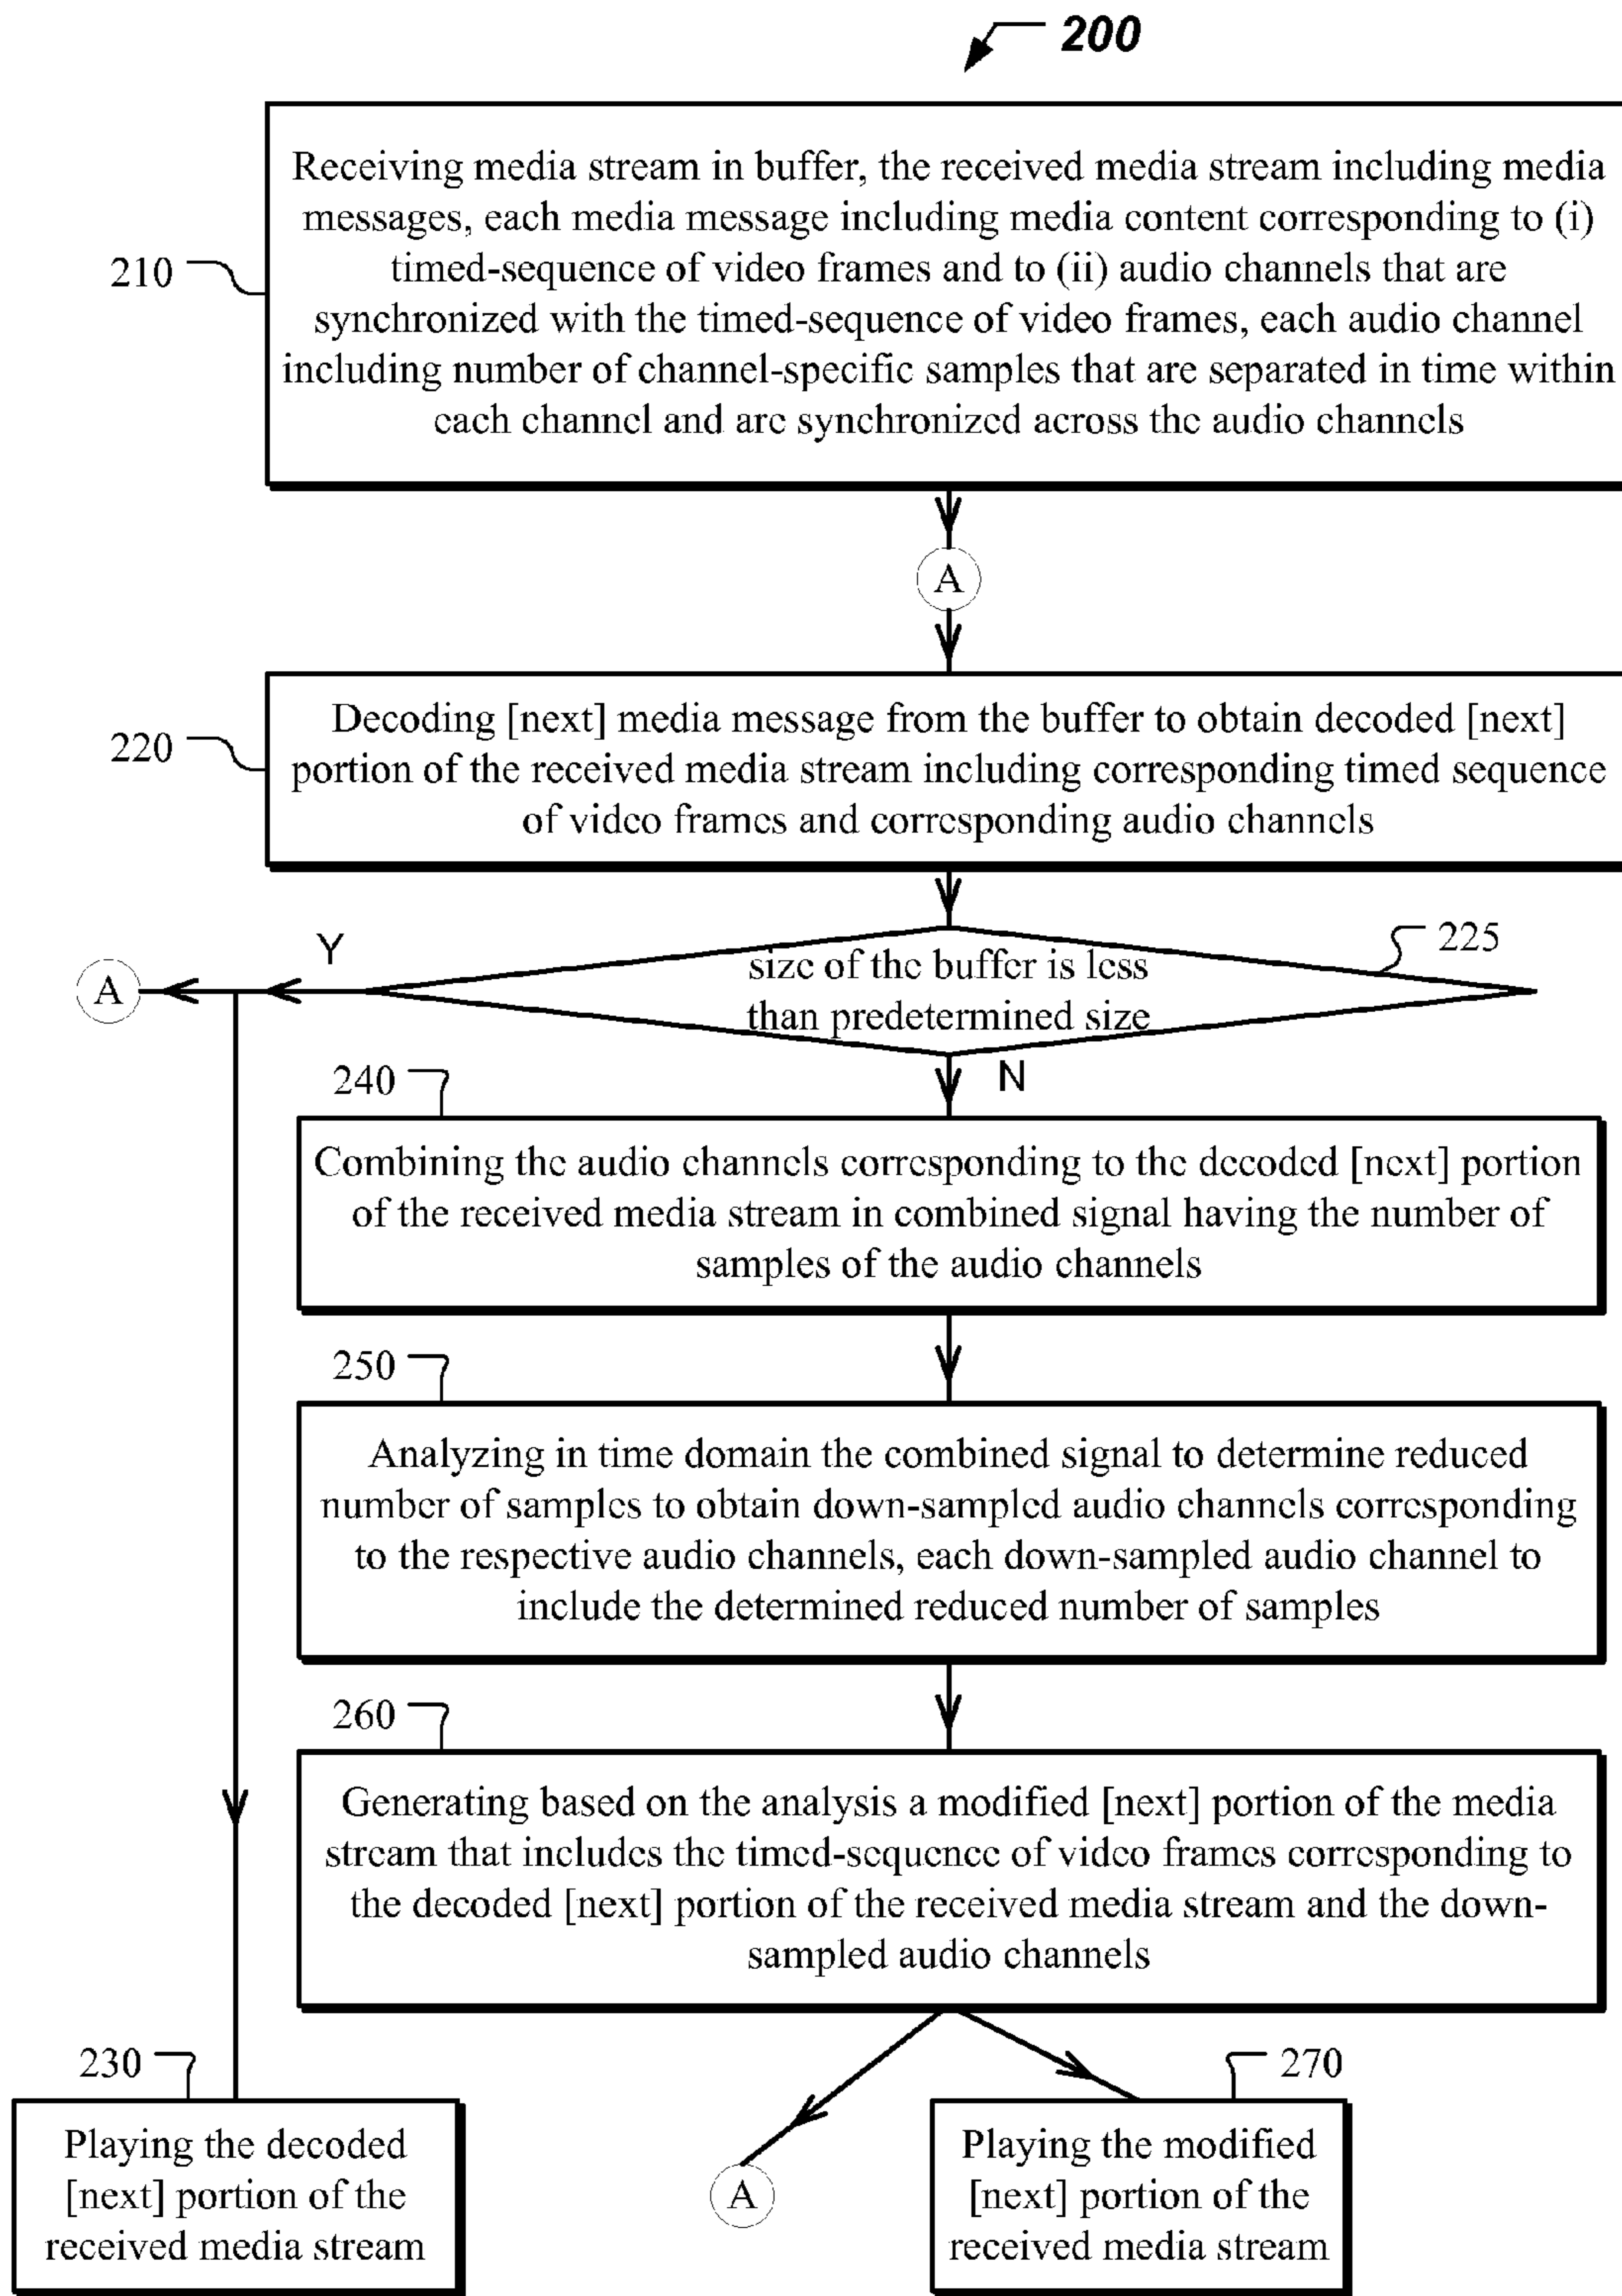 200
210
Receiving media stream in buffer, the received media stream including media
messages, each media message including media content corresponding to (i)
timed-sequence of video frames and to (ii) audio channels that are
synchronized with the timed-sequence of video frames, each audio channel
including number of channel-specific samples that are separated in time within
each channel and are synchronized across the audio channels
A
220
Decoding [next] media message from the buffer to obtain decoded [next]
portion of the received media stream including corresponding timed sequence
of video frames and corresponding audio channels
225
Y
A
size of the buffer is less
than predetermined size
N
240
Combining the audio channels corresponding to the decoded [next] portion
of the received media stream in combined signal having the number of
samples of the audio channels
250
Analyzing in time domain the combined signal to determine reduced
number of samples to obtain down-sampled audio channels corresponding
to the respective audio channels, each down-sampled audio channel to
include the determined reduced number of samples
260
Generating based on the analysis a modified [next] portion of the media
stream that includes the timed-sequence of video frames corresponding to
the decoded [next] portion of the received media stream and the down-
sampled audio channels
230
Playing the decoded
[next] portion of the
received media stream
A
270
Playing the modified
[next] portion of the
received media stream